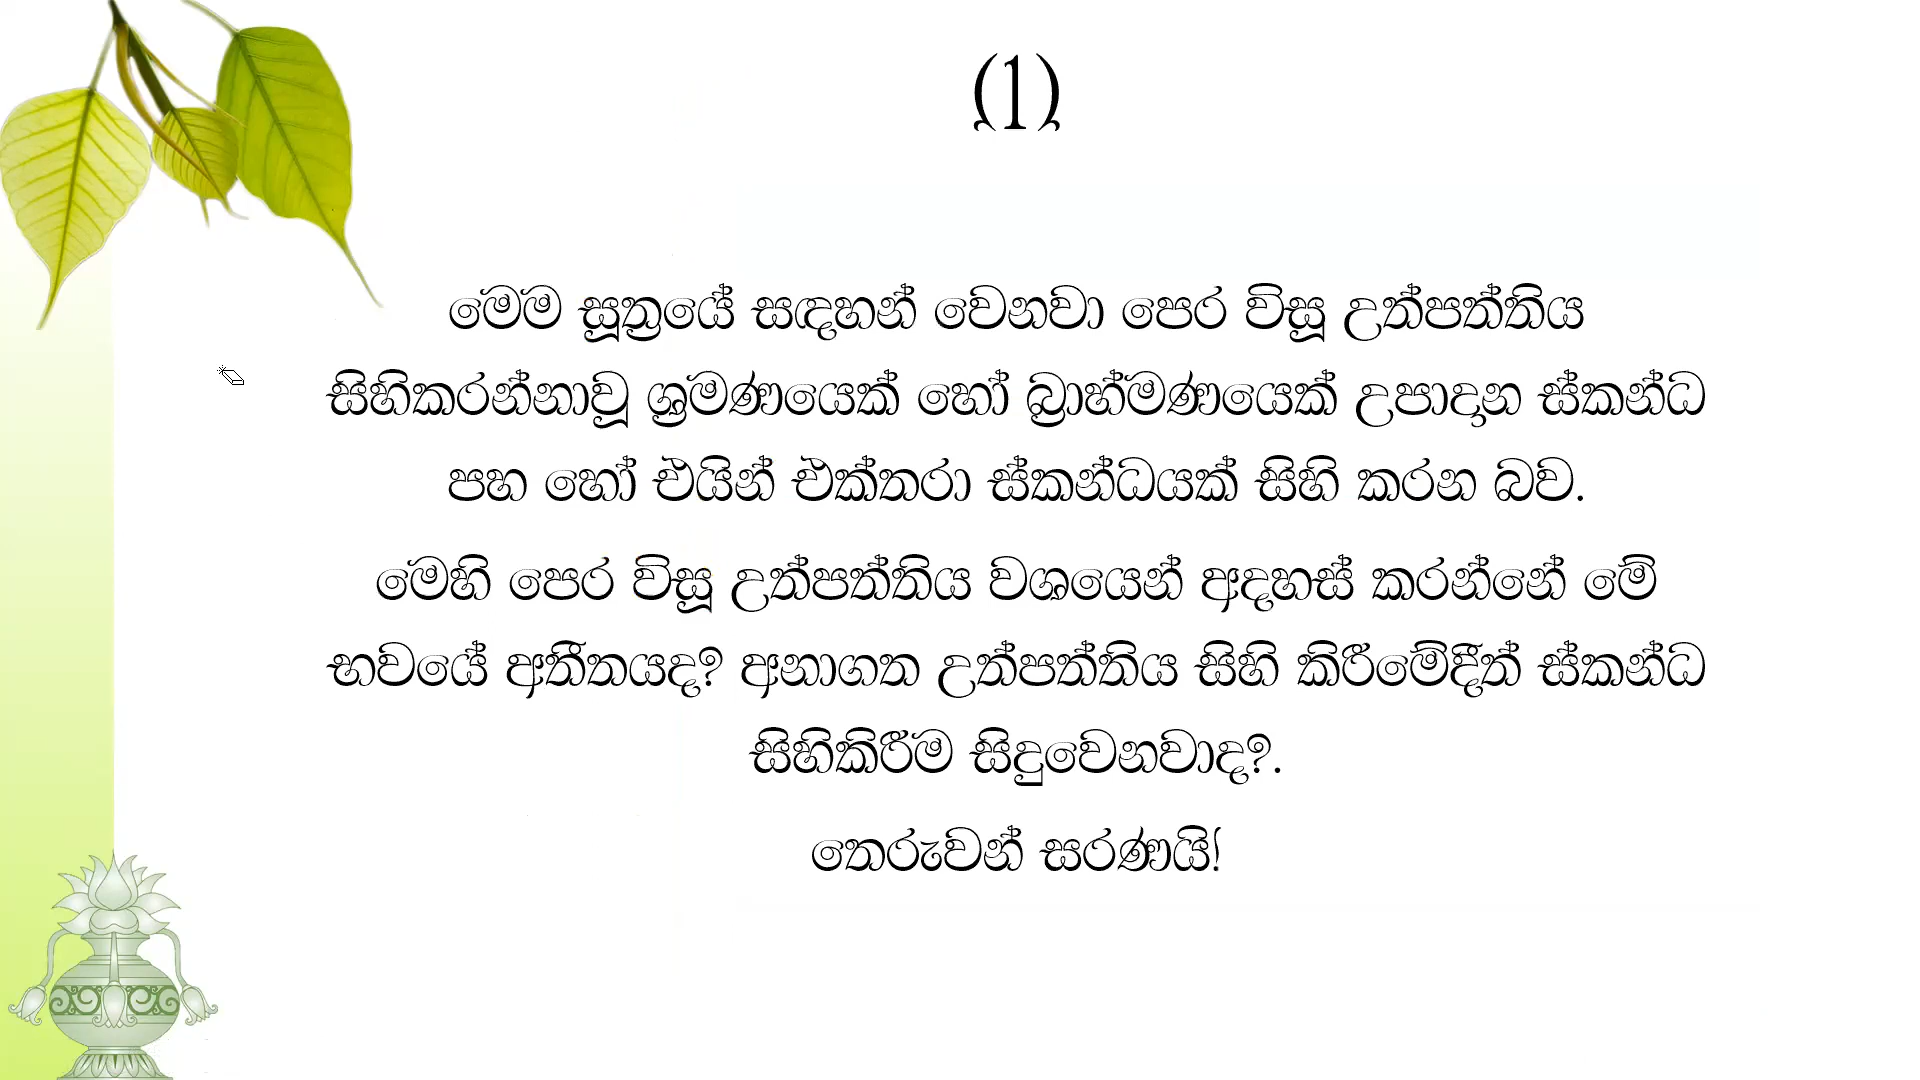 (1)
මෙම සූත්‍රයේ සඳහන් වෙනවා පෙර විසූ උත්පත්තිය
සිහිකරන්නාවූ ශ්‍රමණයෙක් හෝ බ්‍රාහ්මණයෙක් උපාදාන ස්කන්ධ
පහ හෝ එයින් එක්තරා ස්කන්ධයක් සිහි කරන බව.
මෙහි පෙර විසූ උත්පත්තිය වශයෙන් අදහස් කරන්නේ මේ
භවයේ අතීතයද? අනාගත උත්පත්තිය සිහි කිරීමේදීත් ස්කන්ධ
සිහිකිරීම සිදුවෙනවාද?.
තෙරුවන් සරණයි!